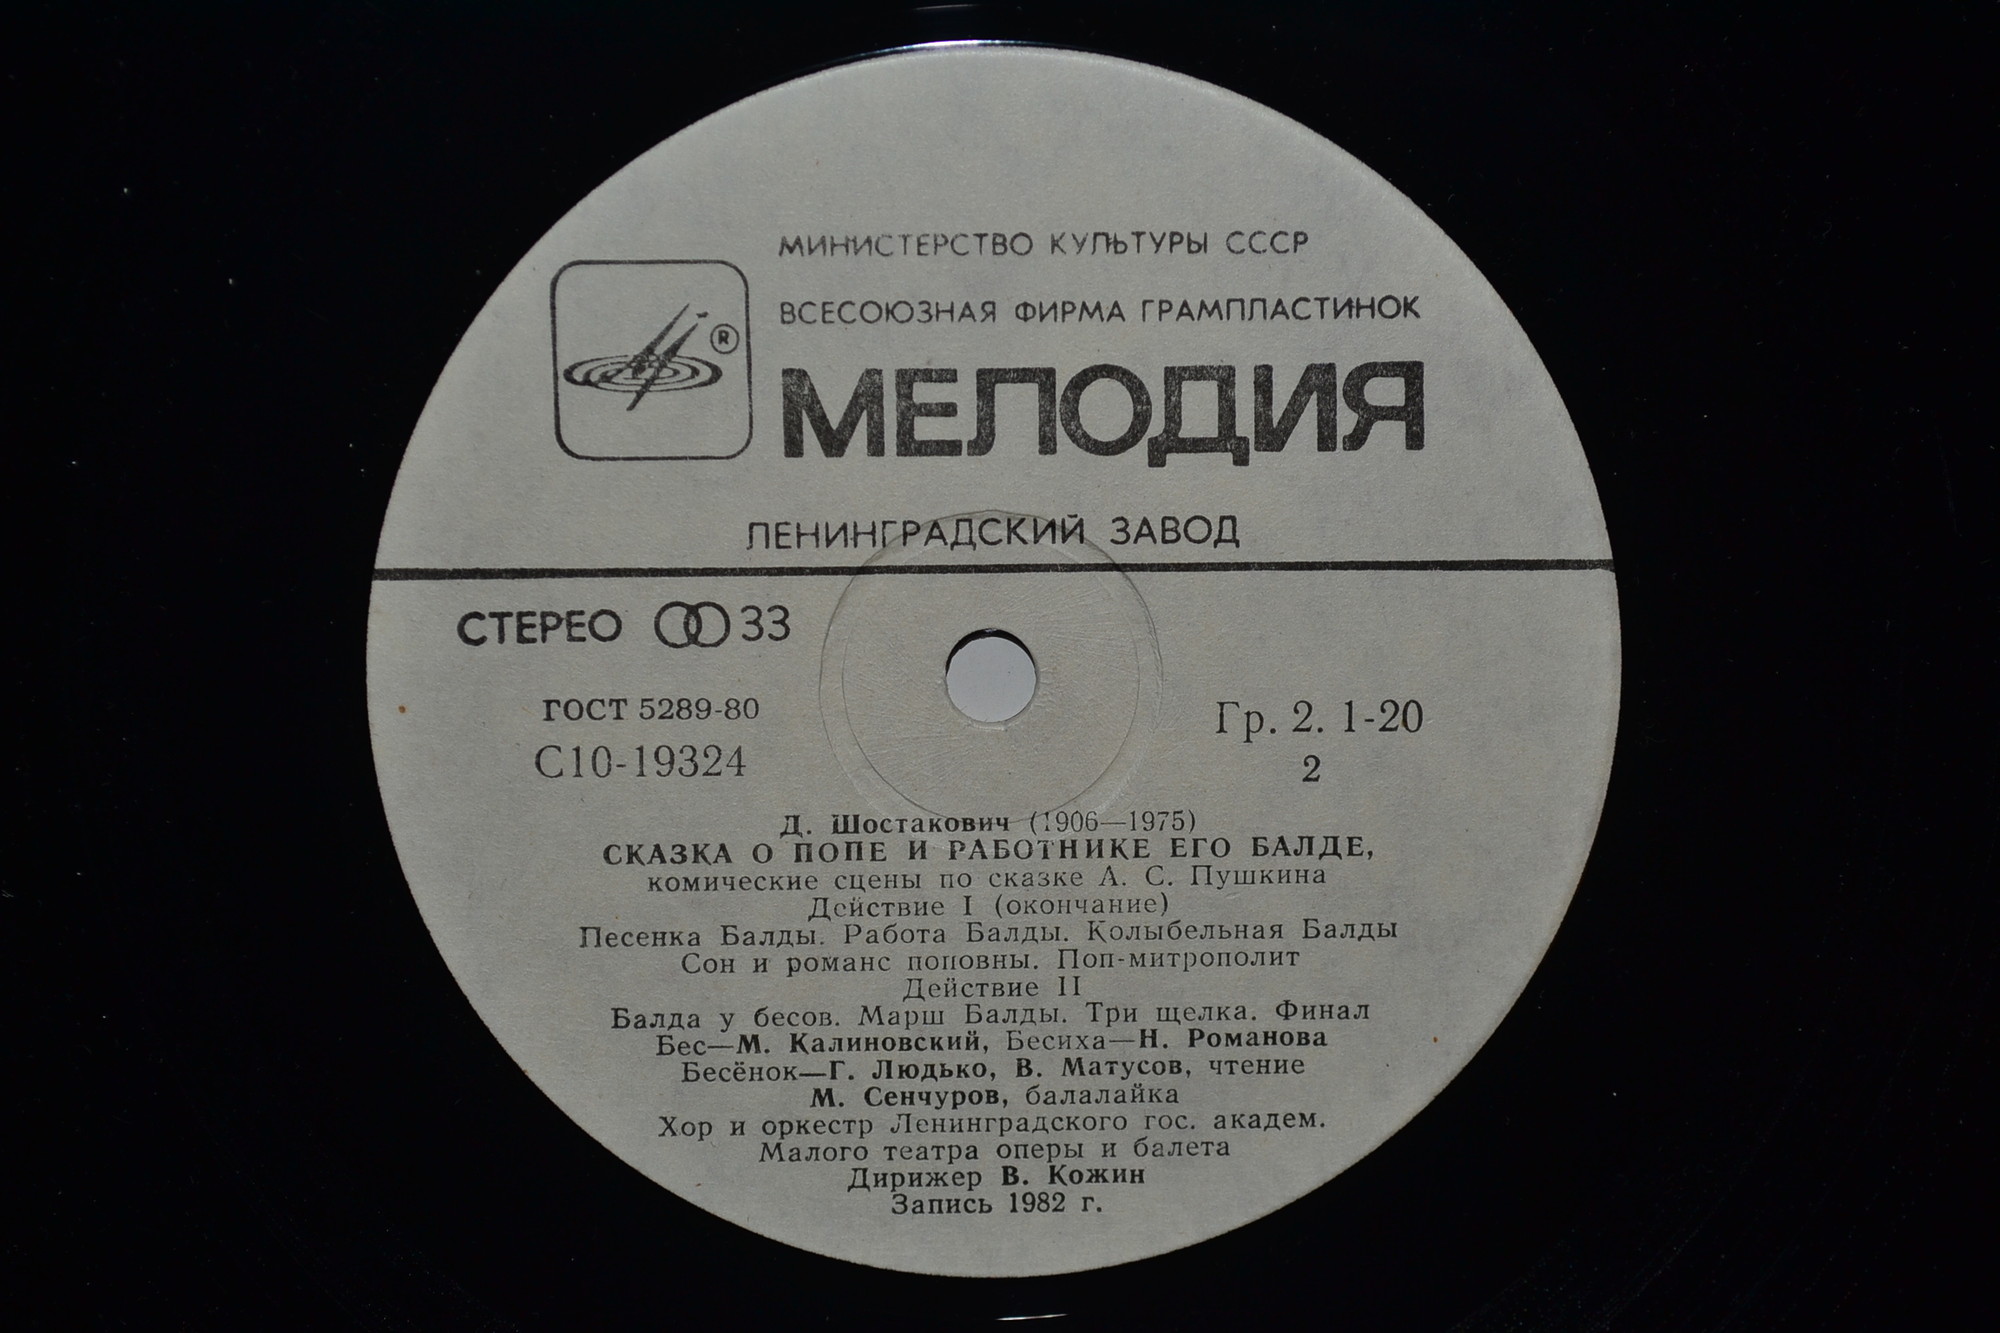 МИНИСТЕРСТВО КУЛЬТУРЫ СССР
ВСЕСОЮЗНАЯ ФИРМА ГРАМПЛАСТИНОК
®
МЕЛОДИЯ
ЛЕНИНГРАДСКИЙ ЗАВОД
СТЕРЕО 33
ГОСТ 5289-80
Гр. 2. 1-20
С10-19324
2
Д. Шостакович (1906—1975)
СКАЗКА О ПОПЕ И РАБОТНИКЕ ЕГО БАЛДЕ,
комические сцены по сказке А. С. Пушкина
Действие I (окончание)
Песенка Балды. Работа Балды. Колыбельная Балды
Сон и романс поповны. Поп-митрополит
Действие II
Балда у бесов. Марш Балды. Три щелка. Финал
Бес—М. Калиновский, Бесиха—Н. Романова
Бесёнок—Г. Людько, В. Матусов, чтение
М. Сенчуров, балалайка
Хор и оркестр Ленинградского гос. академ.
Малого театра оперы и балета
Дирижер В. Кожин
Запись 1982 г.